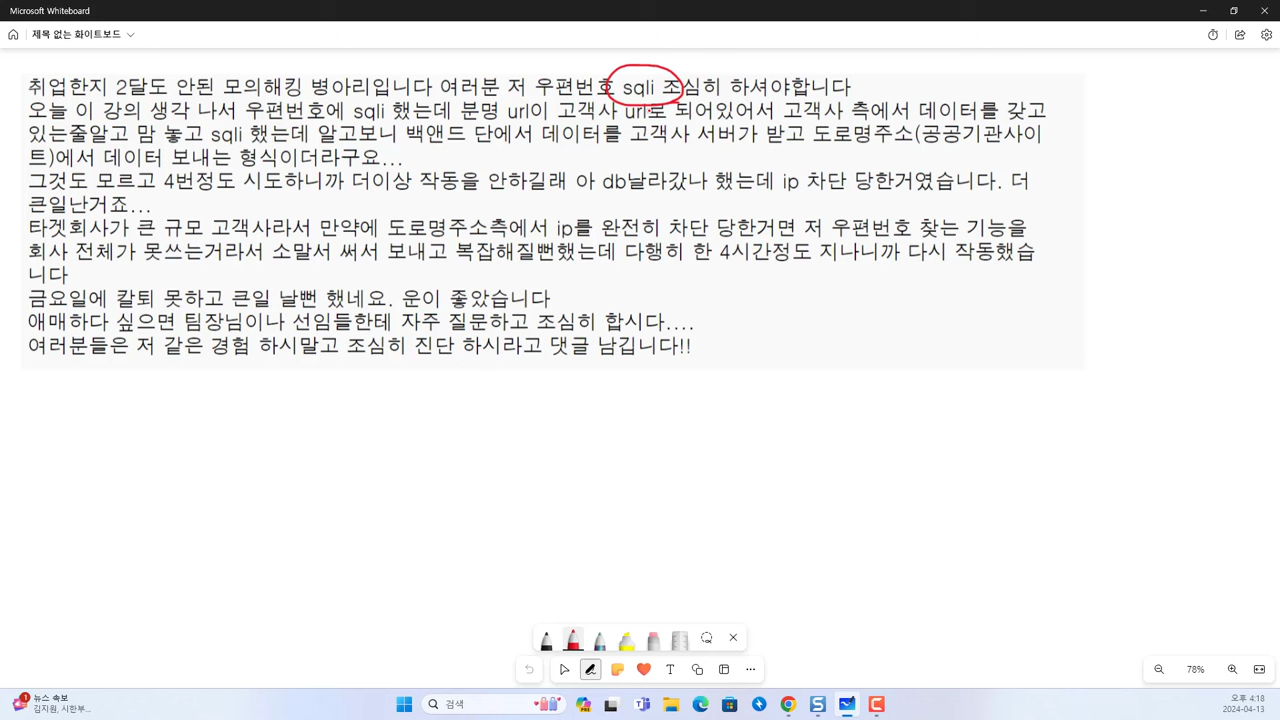 Microsoft Whiteboard
제목 없는 화이트보드
취업한지 2달도 안된 모의해킹 병아리입니다 여러분 저 우편번호 sqli 조심히 하셔야합니다
오늘 이 강의 생각 나서 우편번호에 sqli 했는데 분명 url이 고객사 url로 되어있어서 고객사 측에서 데이터를 갖고
있는줄알고 맘 놓고 sqli 했는데 알고보니 백앤드 단에서 데이터를 고객사 서버가 받고 도로명주소(공공기관사이
트)에서 데이터 보내는 형식이더라구요...
그것도 모르고 4번정도 시도하니까 더이상 작동을 안하길래 아 db날라갔나 했는데 ip 차단 당한거였습니다. 더
큰일난거죠...
타겟회사가 큰 규모 고객사라서 만약에 도로명주소측에서 ip를 완전히 차단 당한거면 저 우편번호 찾는 기능을
회사 전체가 못쓰는거라서 소말서 써서 보내고 복잡해질뻔했는데 다행히 한 4시간정도 지나니까 다시 작동했습
니다
금요일에 칼퇴 못하고 큰일 날뻔 했네요. 운이 좋았습니다
애매하다 싶으면 팀장님이나 선임들한테 자주 질문하고 조심히 합시다....
여러분들은 저 같은 경험 하시말고 조심히 진단 하시라고 댓글 남깁니다!!
78%
1
뉴스 속보
김지원, 시한부...
검색
오후 4:18
2024-04-13